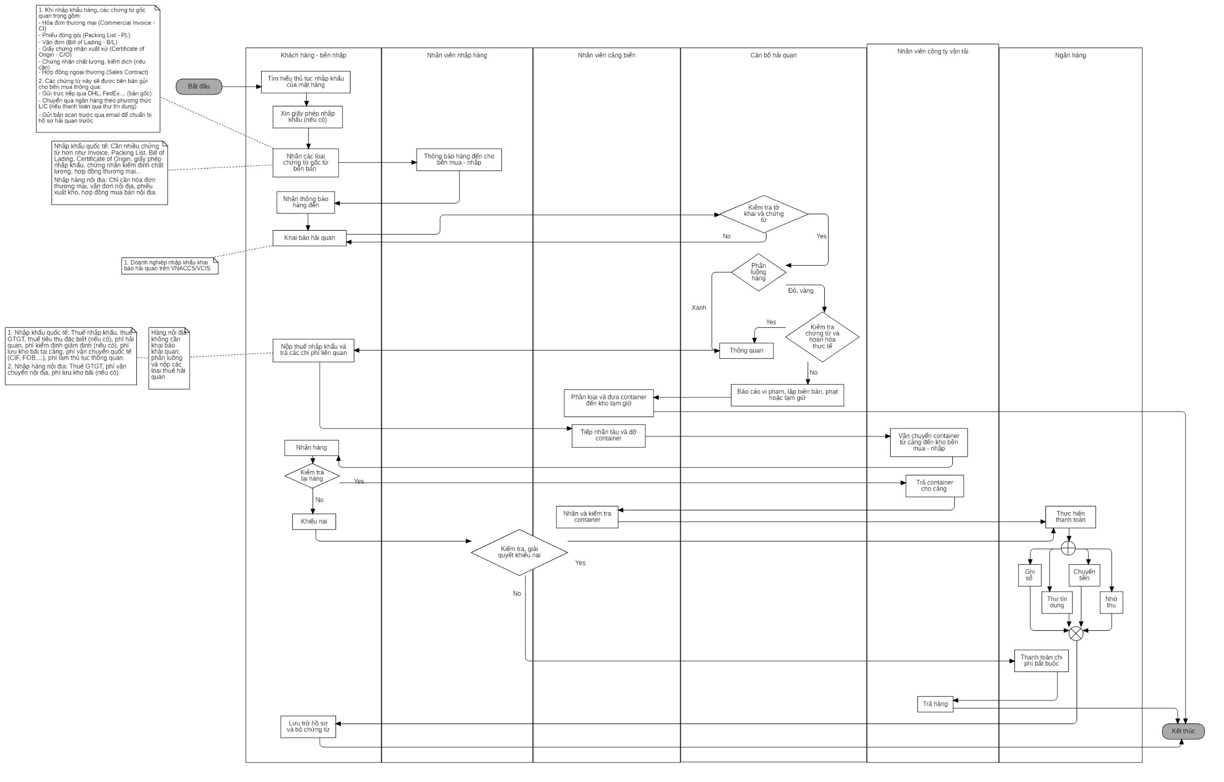 1. Khi nhập khẩu hàng, các chứng từ gốc
quan trọng gồm:
- Hóa đơn thương mại (Commercial Invoice -
CI)
- Phiếu đóng gói (Packing List - PL)
- Vận đơn (Bill of Lading - B/L)
- Giấy chứng nhận xuất xứ (Certificate of
Origin - C/O)
- Chứng nhận chất lượng, kiểm dịch (nếu
cần)
- Hợp đồng ngoại thương (Sales Contract)
2. Các chứng từ này sẽ được bên bán gửi
cho bên mua thông qua:
- Gửi trực tiếp qua DHL, FedEx… (bản gốc)
- Chuyển qua ngân hàng theo phương thức
L/C (nếu thanh toán qua thư tín dụng)
- Gửi bản scan trước qua email để chuẩn bị
hồ sơ hải quan trước
Khách hàng - bên nhập
Nhân viên nhập hàng
Nhân viên cảng biển
Cán bộ hải quan
Nhân viên công ty vận tải
Ngân hàng
Bắt đầu
Tìm hiểu thủ tục nhập khẩu
của mặt hàng
Xin giấy phép nhập
khẩu (nếu có)
Nhập khẩu quốc tế: Cần nhiều chứng
từ hơn như Invoice, Packing List, Bill of
Lading, Certificate of Origin, giấy phép
nhập khẩu, chứng nhận kiểm định chất
lượng, hợp đồng thương mại...
Nhập hàng nội địa: Chỉ cần hóa đơn
thương mại, vận đơn nội địa, phiếu
xuất kho, hợp đồng mua bán nội địa.
Nhận các loại
chứng từ gốc từ
bên bán
Thông báo hàng đến cho
bên mua - nhập
Nhận thông báo
hàng đến
Kiểm tra tờ
khai và chứng
từ
Khai báo hải quan
No
Yes
1. Doanh nghiệp nhập khẩu khai
báo hải quan trên VNACCS/VCIS
Phân
luồng
hàng
Đỏ, vàng
Xanh
1. Nhập khẩu quốc tế: Thuế nhập khẩu, thuế
GTGT, thuế tiêu thụ đặc biệt (nếu có), phí hải
quan, phí kiểm định giám định (nếu có), phí
lưu kho bãi tại cảng, phí vận chuyển quốc tế
(CIF, FOB…), phí làm thủ tục thông quan.
2. Nhập hàng nội địa: Thuế GTGT, phí vận
chuyển nội địa, phí lưu kho bãi (nếu có).
Hàng nội địa
không cần
khai báo
khải quan,
phân luồng
và nộp các
loại thuế hải
quan
Nộp thuế nhập khẩu và
trả các chi phí liên quan
Yes
Thông quan
Kiểm tra
chứng từ và
hoàn hóa
thực tế
No
Báo cáo vi phạm, lập biên bản, phạt
hoặc tạm giữ
Phân loại và đưa container
đến kho tạm giữ
Tiếp nhận tàu và dỡ
container
Vận chuyển container
từ cảng đến kho bên
mua - nhập
Nhận hàng
Kiểm tra
lại hàng
Yes
Trả container
cho cảng
No
Khiếu nại
Nhận và kiểm tra
container
Thực hiện
thanh toán
Kiểm tra, giải
quyết khiếu nại
Yes
No
Ghi
sổ
Chuyển
tiền
Thư tín
dụng
Nhờ
thu
Thanh toán chi
phí bắt buộc
Trả hàng
Lưu trữ hồ sơ
và bộ chứng từ
Kết thúc